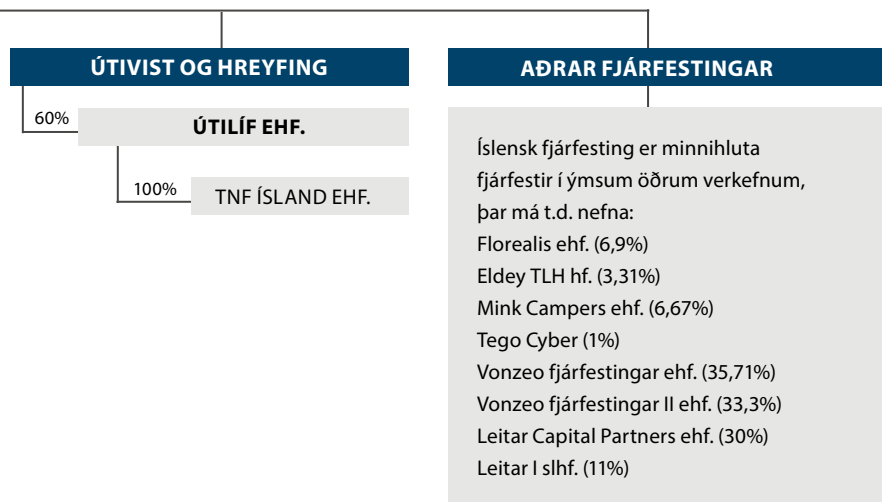 ÚTIVIST OG HREYFING
60%
ÚTILÍF EHF.
100%
TNF ÍSLAND EHF.
AÐRAR FJÁRFESTINGAR
Íslensk fjárfesting er minnihluta
fjárfestir í ýmsum öðrum verkefnum,
þar má t.d. nefna:
Florealis ehf. (6,9%)
Eldey TLH hf. (3,31%)
Mink Campers ehf. (6,67%)
Tego Cyber (1%)
Vonzeo fjárfestingar ehf. (35,71%)
Vonzeo fjárfestingar II ehf. (33,3%)
Leitar Capital Partners ehf. (30%)
Leitar I slhf. (11%)